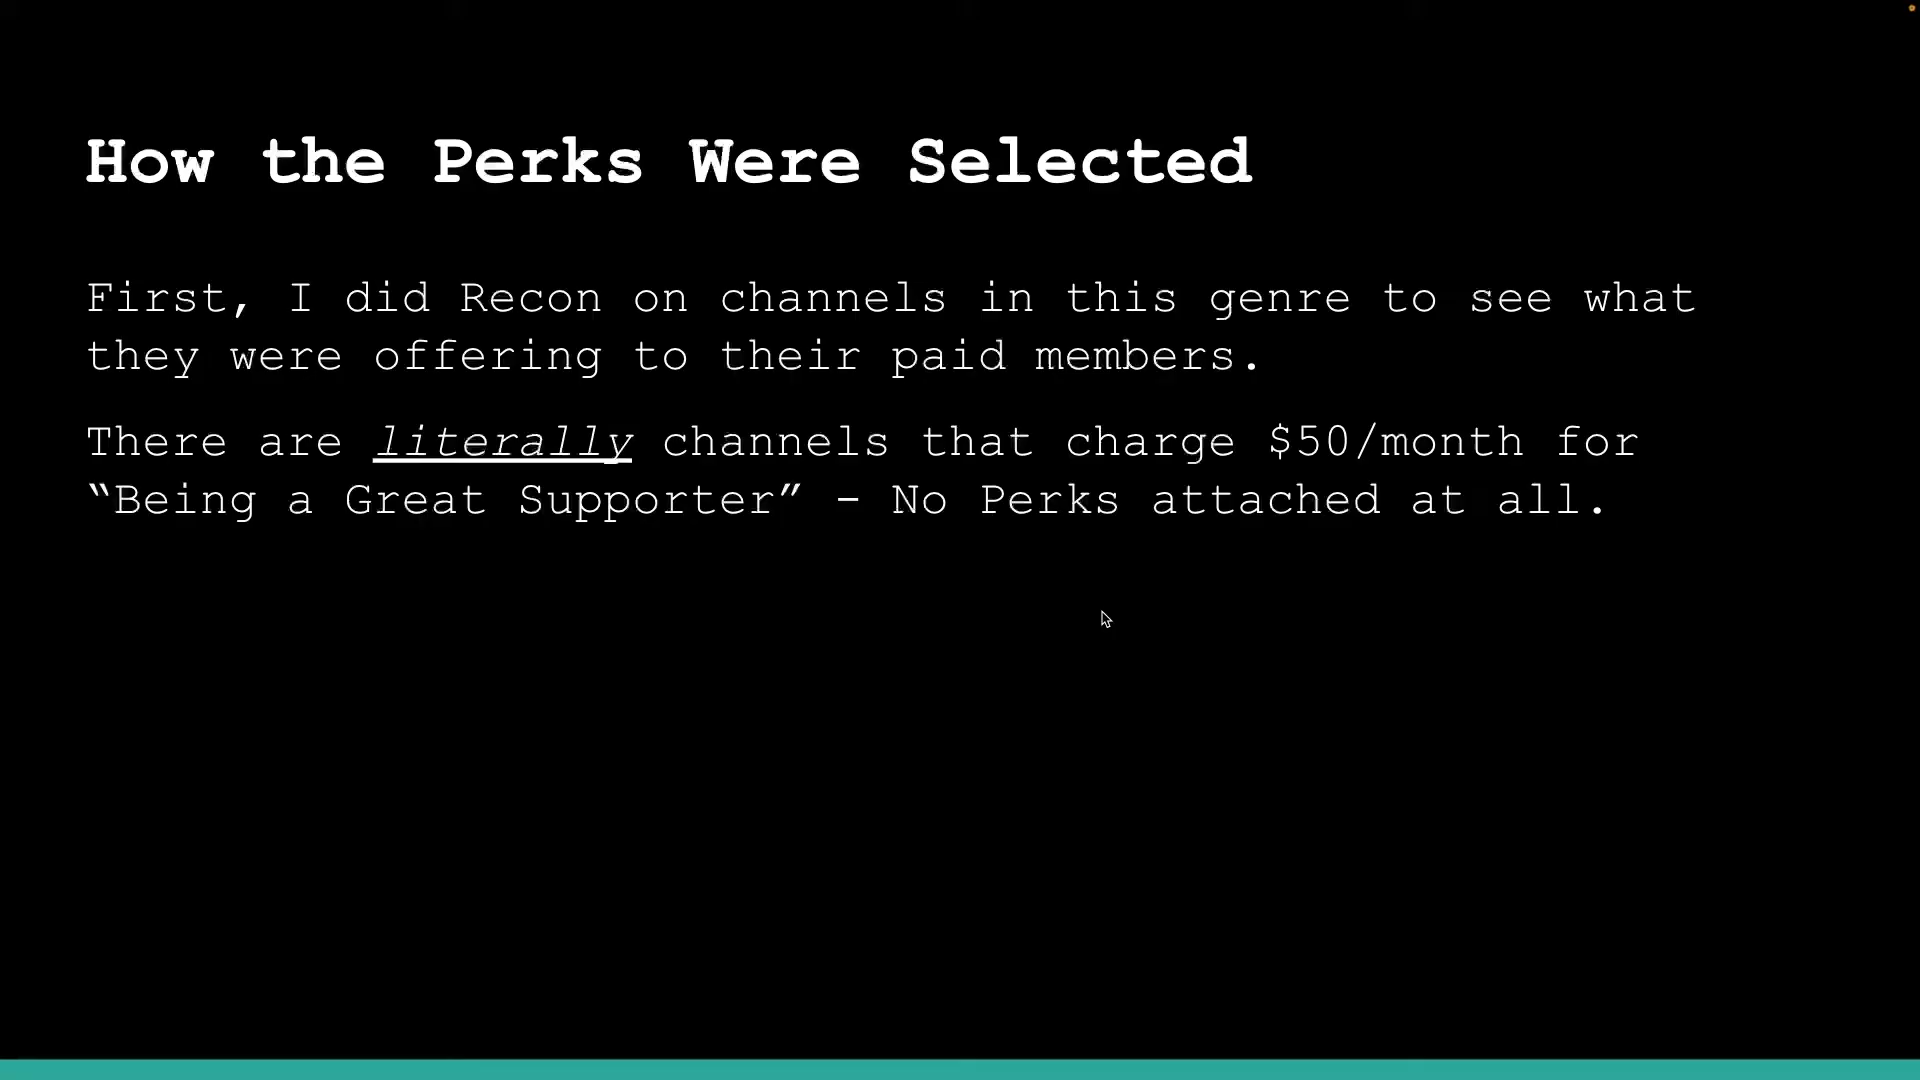 How the Perks Were Selected
First, I did Recon on channels in this genre to see what
they were offering to their paid members.
There are literally channels that charge $50/month for
“Being a Great Supporter” - No Perks attached at all.